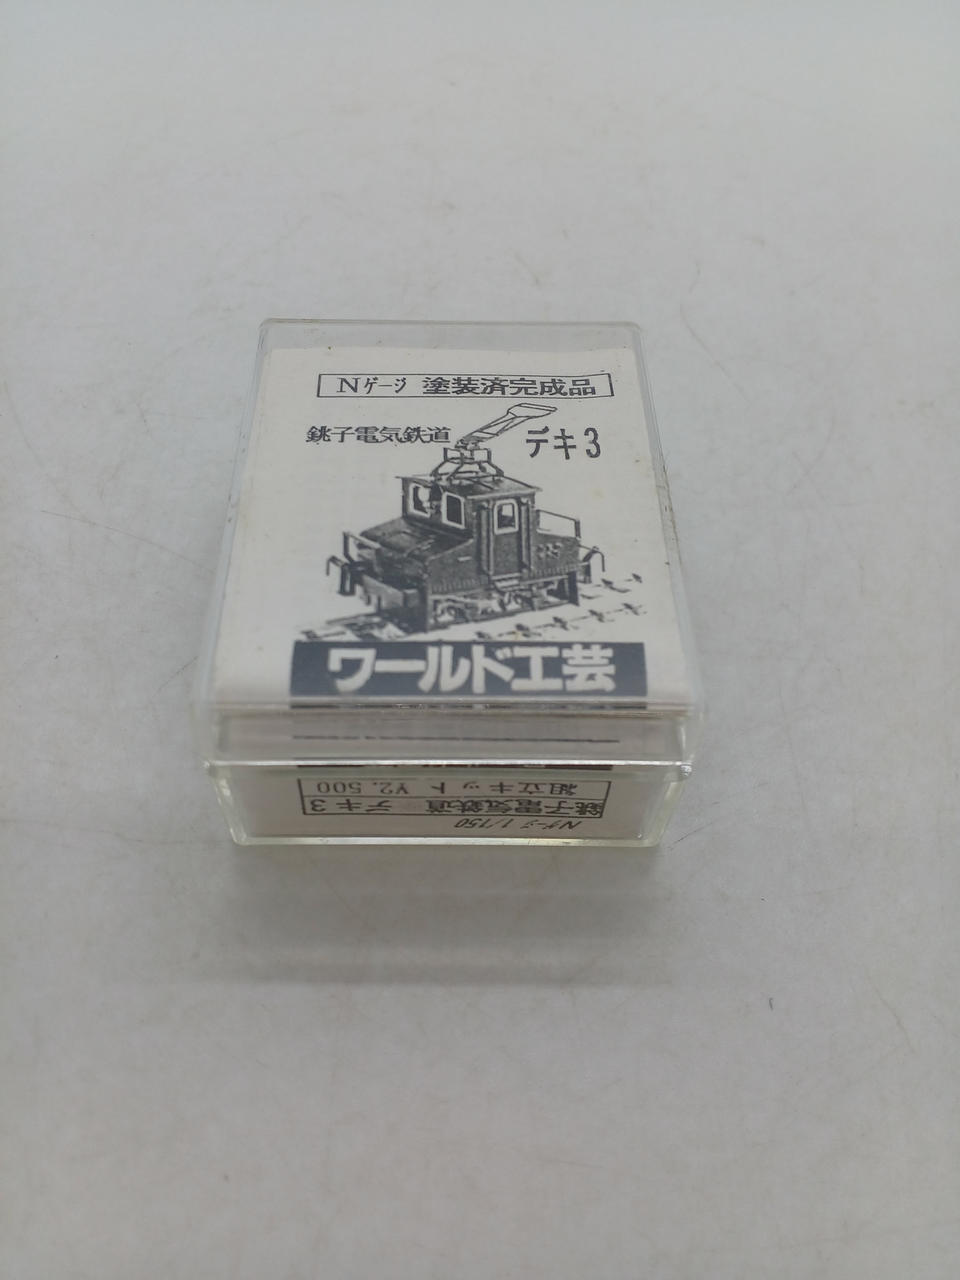 Nゲージ 塗装済完成品
銚子電気鉄道
デキ3
ワールド工芸
Nゲージ 1/150
銚子電気鉄道 デキ3
組立キット ¥2,500